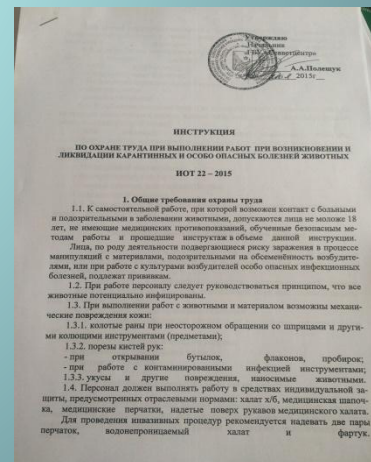 Утверждаю
Начальник
А.А.Полещук
2015г
ИНСТРУКЦИЯ
ПО ОХРАНЕ ТРУДА ПРИ ВЫПОЛНЕНИИ РАБОТ ПРИ ВОЗНИКНОВЕНИИ И
ЛИКВИДАЦИИ КАРАНТИННЫХ И ОСОБО ОПАСНЫХ БОЛЕЗНЕЙ ЖИВОТНЫХ
ИОТ 22 – 2015
1. Общие требования охраны труда
1.1. К самостоятельной работе, при которой возможен контакт с больными
и подозрительными в заболевании животными, допускаются лица не моложе 18
лет, не имеющие медицинских противопоказаний, обученные безопасным ме-
тодам работы и прошедшие инструктаж в объеме данной инструкции.
Лица, по роду деятельности подвергающиеся риску заражения в процессе
манипуляций с материалами, подозрительными на обсемененность возбудите-
лями, или при работе с культурами возбудителей особо опасных инфекционных
болезней, подлежат прививкам.
1.2. При работе персоналу следует руководствоваться принципом, что все
животные потенциально инфицированы.
1.3. При выполнении работ с животными и материалом возможны механи-
ческие повреждения кожи:
1.3.1. колотые раны при неосторожном обращении со шприцами и други-
ми колющими инструментами (предметами);
1.3.2. порезы кистей рук:
- при открывании бутылок, флаконов, пробирок;
- при работе с контаминированными инфекцией инструментами;
1.3.3. укусы и другие повреждения, наносимые животными.
1.4. Персонал должен выполнять работу в средствах индивидуальной за-
щиты, предусмотренных отраслевыми нормами: халат х/б, медицинская шапоч-
ка, медицинские перчатки, надетые поверх рукавов медицинского халата.
Для проведения инвазивных процедур рекомендуется надевать две пары
перчаток, водонепроницаемый халат и фартук.